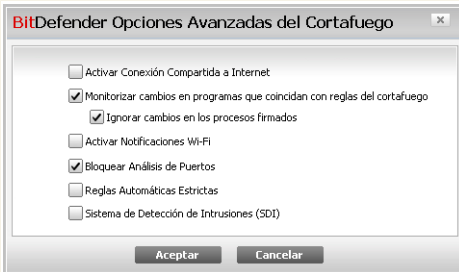 BitDefender Opciones Avanzadas del Cortafuego
Activar Conexión Compartida a Internet
Monitorizar cambios en programas que coincidan con reglas del cortafuego
Ignorar cambios en los procesos firmados
Activar Notificaciones Wi-Fi
Bloquear Análisis de Puertos
Reglas Automáticas Estrictas
Sistema de Detección de Intrusiones (SDI)
Aceptar Cancelar